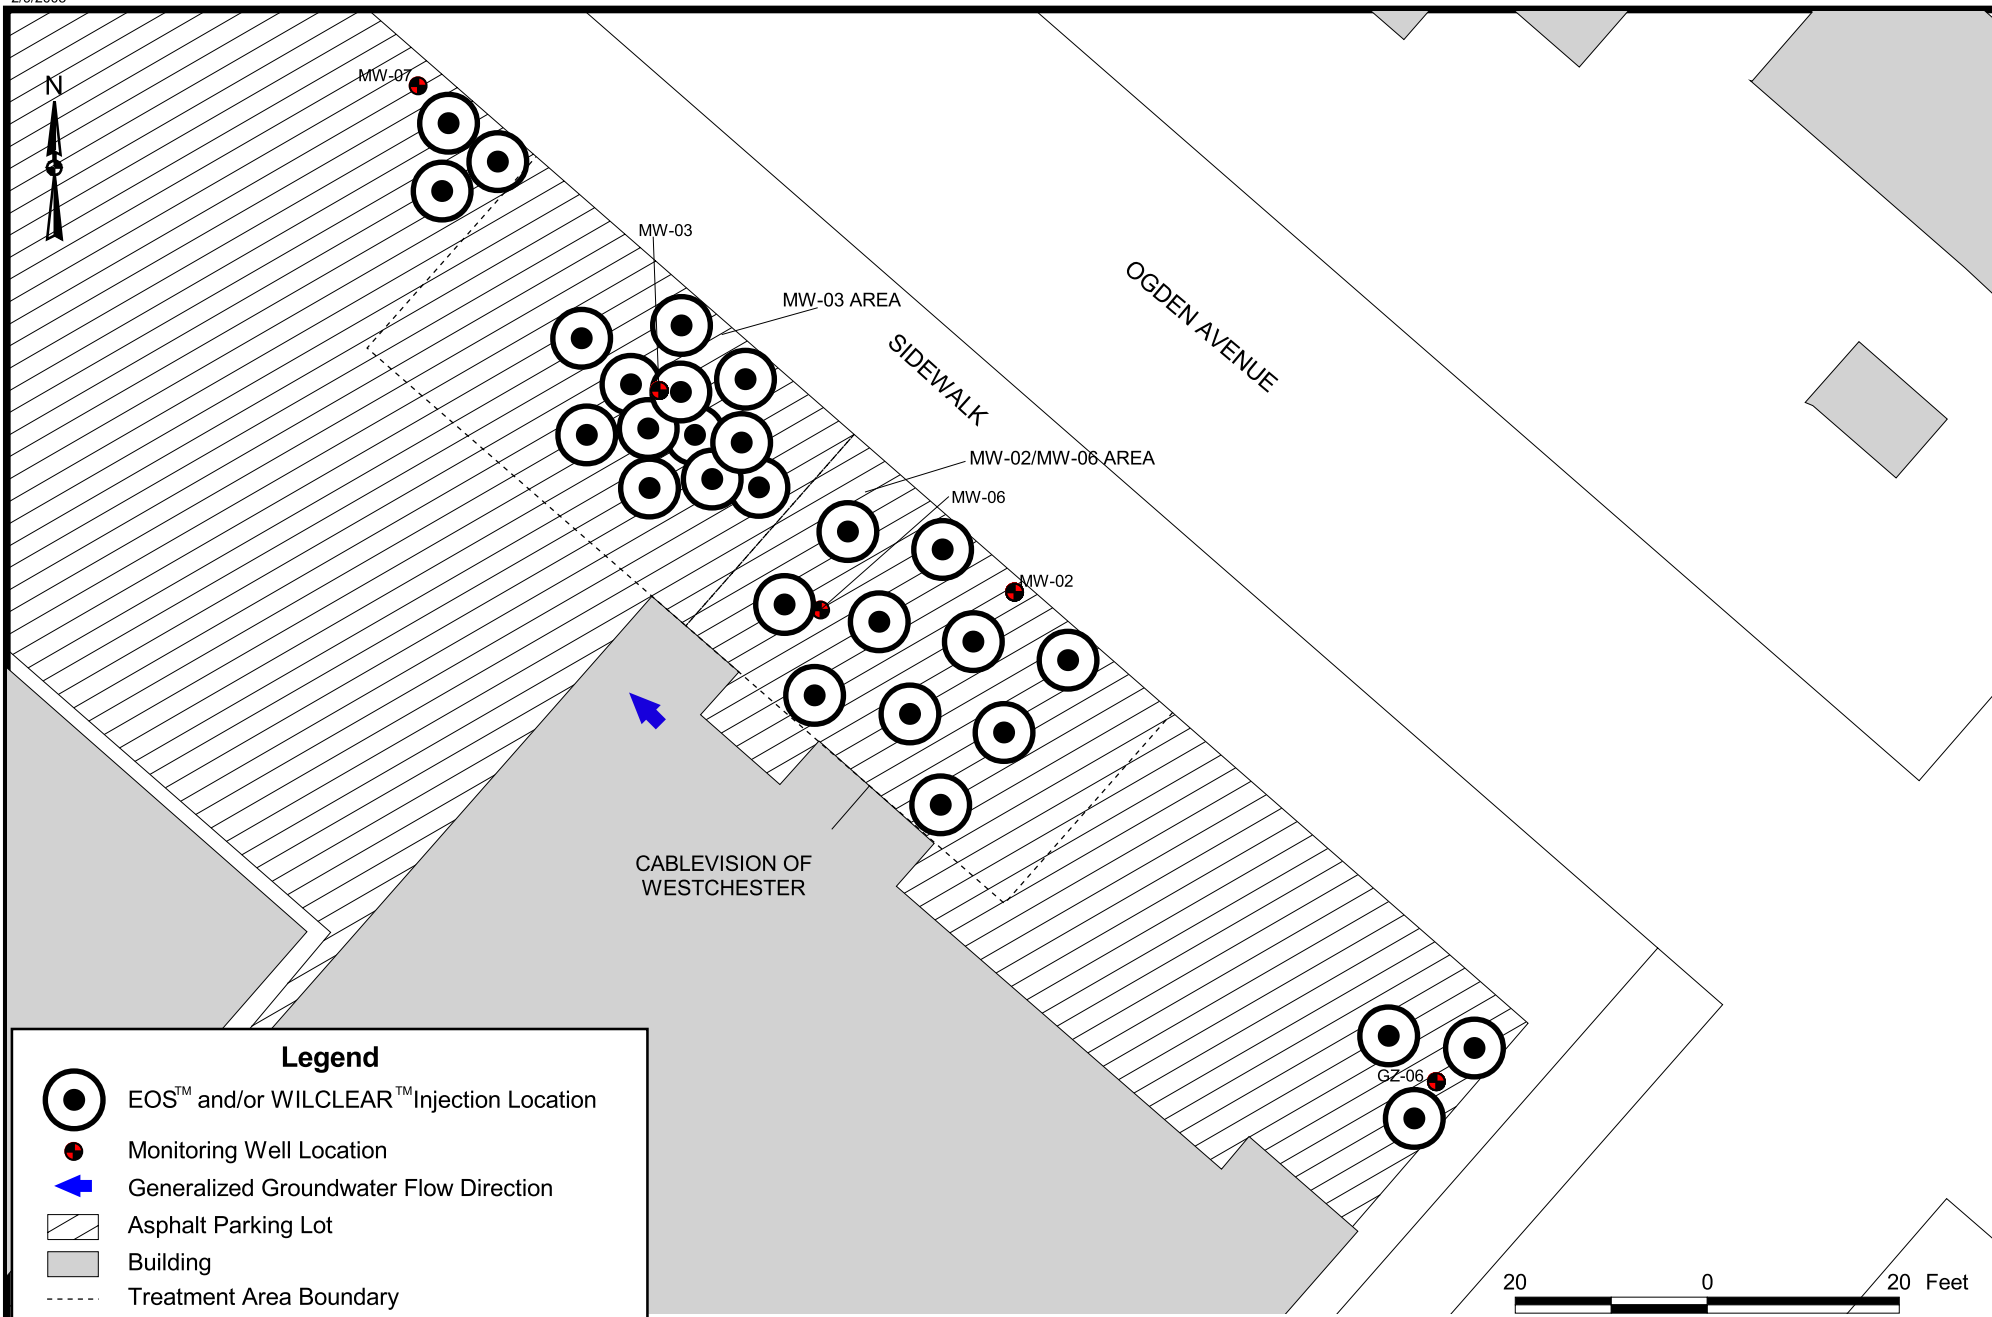 N
MW-07
MW-03
MW-03 AREA
OGDEN AVENUE
SIDEWALK
MW-02/MW-06 AREA
MW-06
MW-02
CABLEVISION OF
WESTCHESTER
GZ-06
Legend
EOS™ and/or WILCLEAR™ Injection Location
Monitoring Well Location
Generalized Groundwater Flow Direction
Asphalt Parking Lot
Building
Treatment Area Boundary
20 0 20 Feet